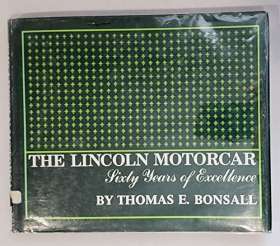 THE LINCOLN MOTORCAR
Sixty Years of Excellence
BY THOMAS E. BONSALL